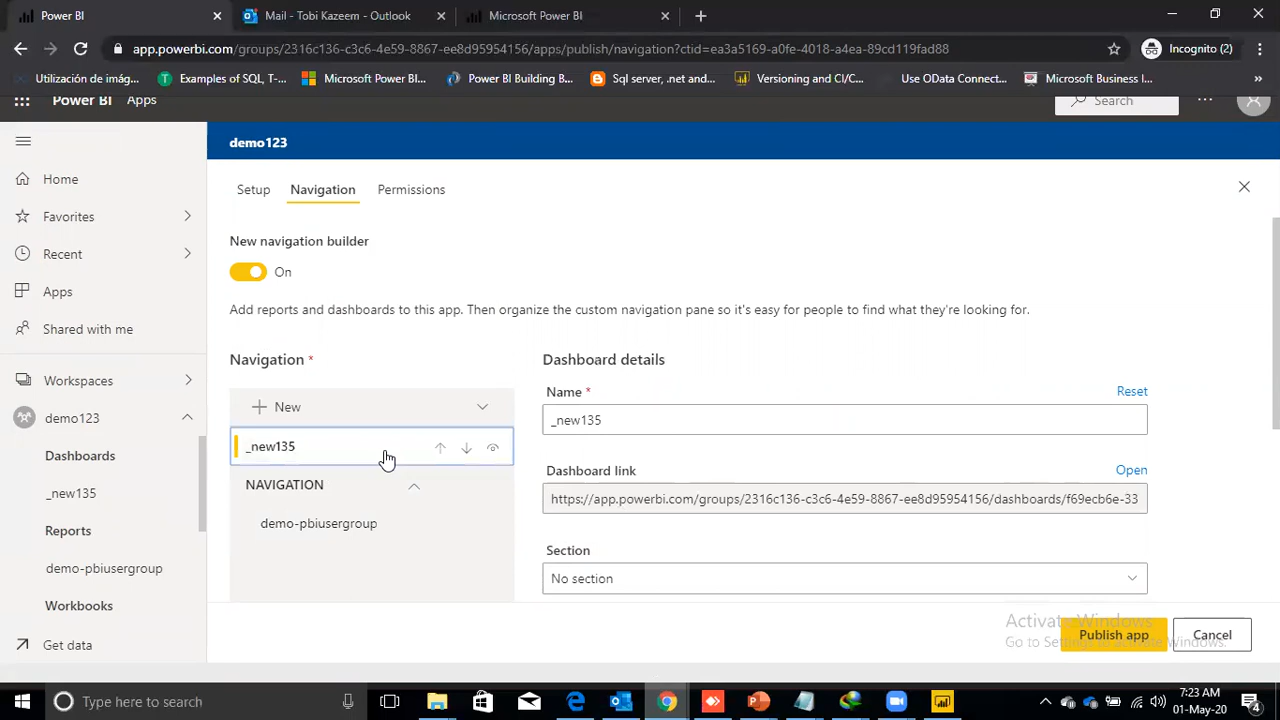 Power BI
Mail - Tobi Kazeem - Outlook
Microsoft Power BI
app.powerbi.com/groups/2316c136-c3c6-4e59-8867-ee8d95954156/apps/publish/navigation?ctid=ea3a5169-a0fe-4018-a4ea-89cd119fad88
Incognito (2)
Utilización de imág...
Examples of SQL, T-...
Microsoft Power BI...
Power BI Building B...
Sql server, .net and...
Versioning and CI/C...
Use OData Connect...
Microsoft Business I...
»
Power BI Apps
Search
demo123
Setup
Navigation
Permissions
Home
Favorites
Recent
Apps
Shared with me
Workspaces
demo123
Dashboards
_new135
Reports
demo-pbiusergroup
Workbooks
Get data
New navigation builder
On
Add reports and dashboards to this app. Then organize the custom navigation pane so it's easy for people to find what they're looking for.
Navigation *
New
_new135
NAVIGATION
demo-pbiusergroup
Dashboard details
Name *
Reset
_new135
Dashboard link
Open
https://app.powerbi.com/groups/2316c136-c3c6-4e59-8867-ee8d95954156/dashboards/f69ecb6e-33
Section
No section
Activate Windows
Go to Settings to activate Windows.
Publish app
Cancel
Type here to search
7:23 AM
01-May-20
4